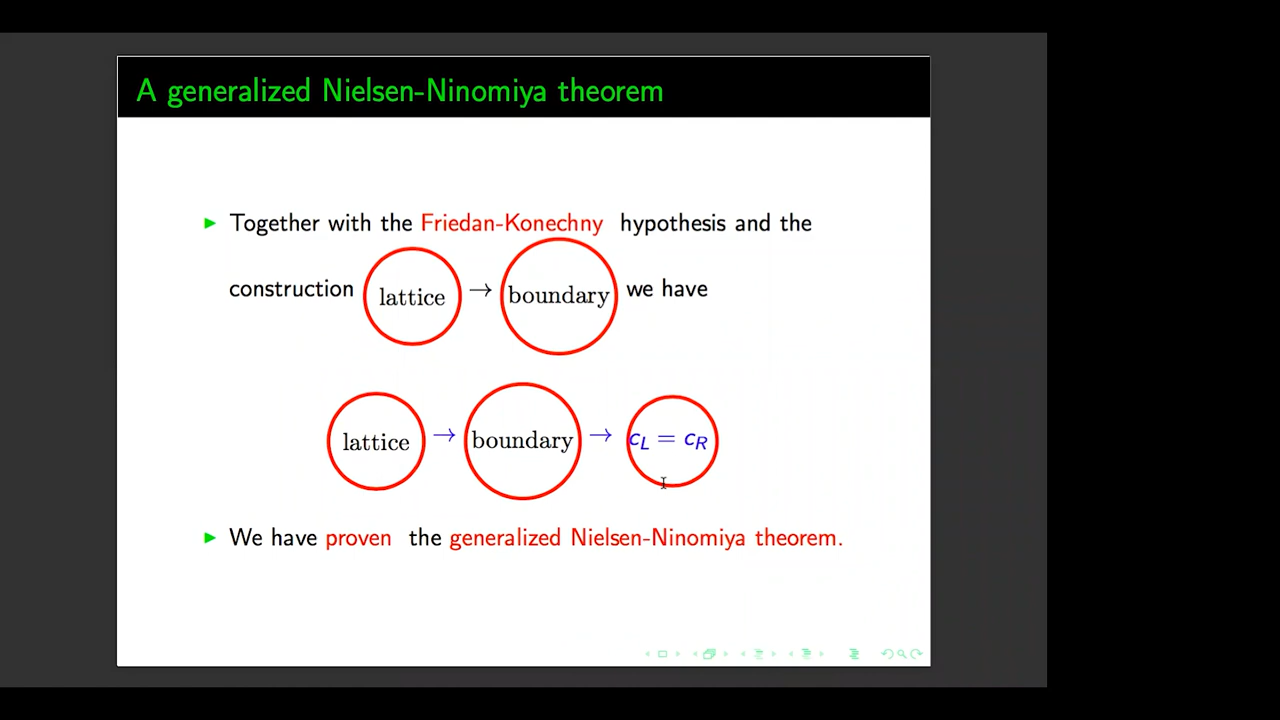 A generalized Nielsen-Ninomiya theorem
▶ Together with the Friedan-Konechny hypothesis and the
construction lattice → boundary we have
lattice → boundary → c_L = c_R
▶ We have proven the generalized Nielsen-Ninomiya theorem.